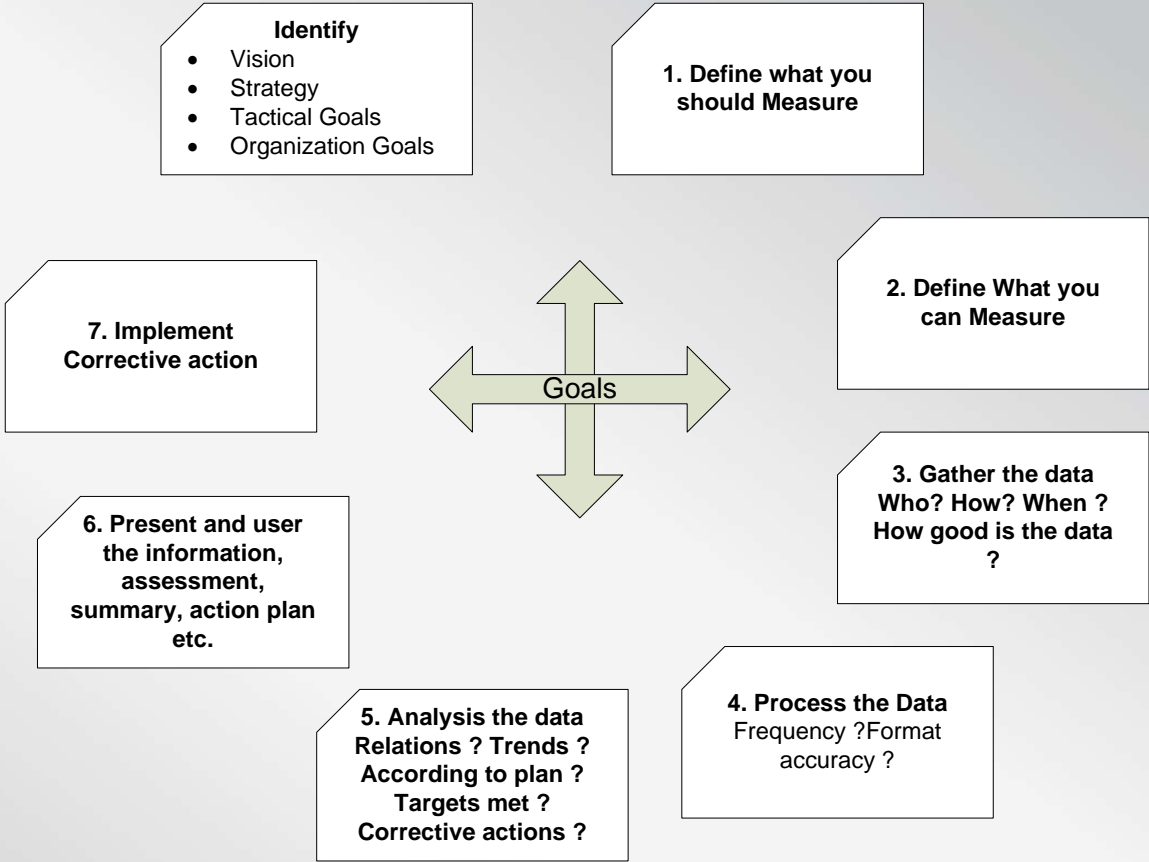 Identify
• Vision
• Strategy
• Tactical Goals
• Organization Goals
1. Define what you
should Measure
2. Define What you
can Measure
3. Gather the data
Who? How? When ?
How good is the data
?
4. Process the Data
Frequency ?Format
accuracy ?
5. Analysis the data
Relations ? Trends ?
According to plan ?
Targets met ?
Corrective actions ?
6. Present and user
the information,
assessment,
summary, action plan
etc.
7. Implement
Corrective action
Goals